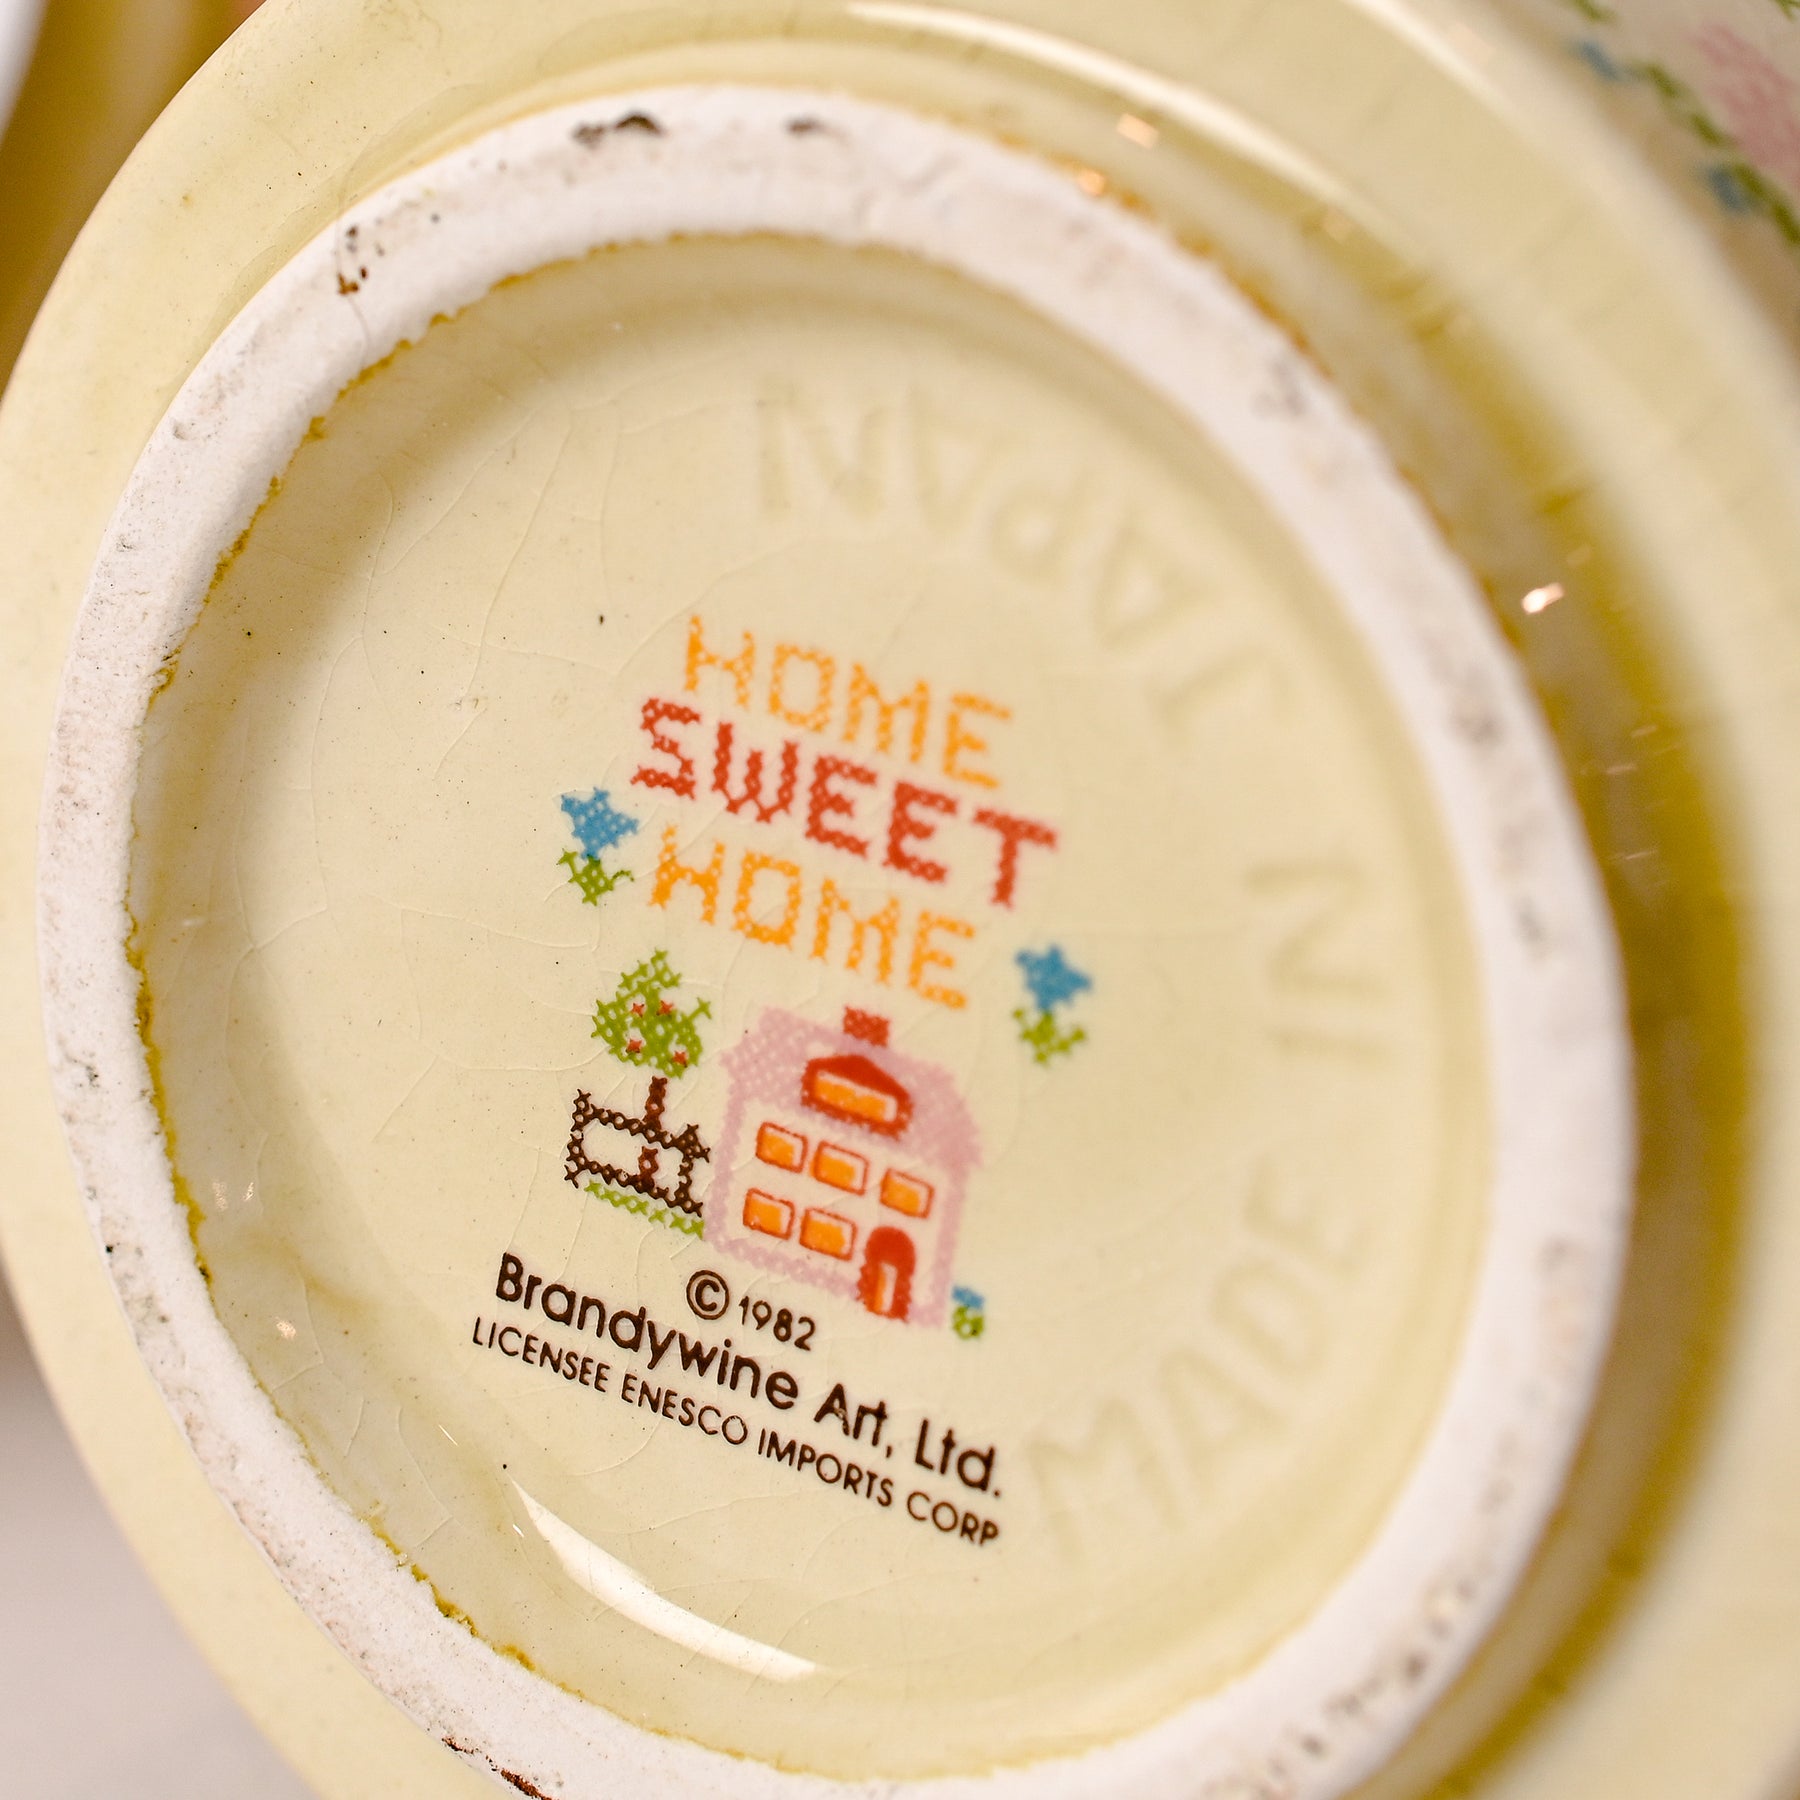 HOME
SWEET
HOME
© 1982
Brandywine Art, Ltd.
LICENSEE ENESCO IMPORTS CORP
MADE IN JAPAN